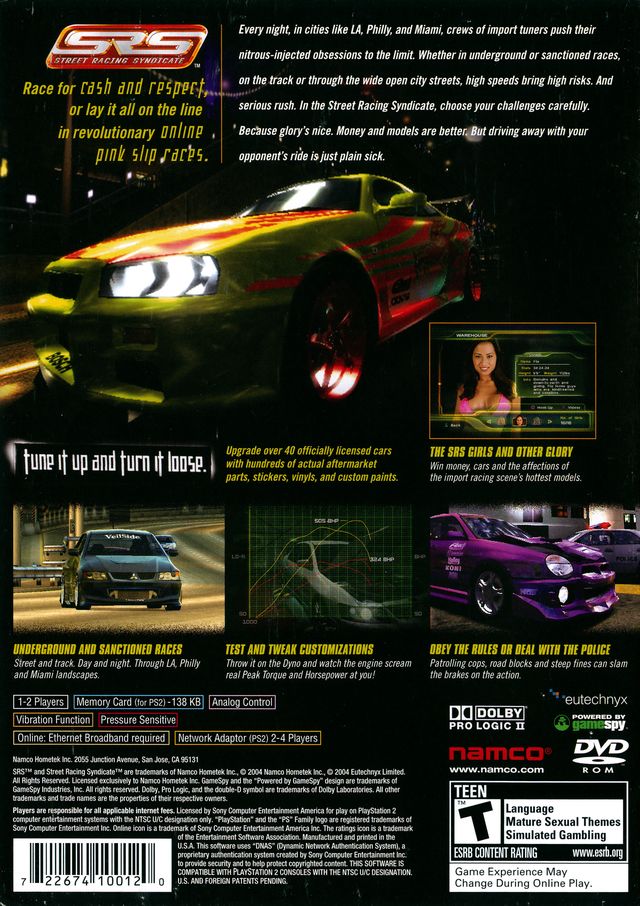 SRS
STREET RACING SYNDICATE™
Race for cash and respect,
or lay it all on the line
in revolutionary online
pink slip races.
Every night, in cities like LA, Philly, and Miami, crews of import tuners push their
nitrous-injected obsessions to the limit. Whether in underground or sanctioned races,
on the track or through the wide open city streets, high speeds bring high risks. And
serious rush. In the Street Racing Syndicate, choose your challenges carefully.
Because glory's nice. Money and models are better. But driving away with your
opponent's ride is just plain sick.
WAREHOUSE
tune it up and turn it loose.
Upgrade over 40 officially licensed cars
with hundreds of actual aftermarket
parts, stickers, vinyls, and custom paints.
THE SRS GIRLS AND OTHER GLORY
Win money, cars and the affections of
the import racing scene's hottest models.
VeilSide
505 BHP
324 BHP
1000
KONI
POLICE
UNDERGROUND AND SANCTIONED RACES
Street and track. Day and night. Through LA, Philly
and Miami landscapes.
TEST AND TWEAK CUSTOMIZATIONS
Throw it on the Dyno and watch the engine scream
real Peak Torque and Horsepower at you!
OBEY THE RULES OR DEAL WITH THE POLICE
Patrolling cops, road blocks and steep fines can slam
the brakes on the action.
1-2 Players Memory Card (for PS2) -138 KB Analog Control
Vibration Function Pressure Sensitive
Online: Ethernet Broadband required Network Adaptor (PS2) 2-4 Players
eutechnyx
DOLBY
PRO LOGIC II
POWERED BY
gamespy
namco®
www.namco.com
DVD
ROM
Namco Hometek Inc. 2055 Junction Avenue, San Jose, CA 95131
SRS™ and Street Racing Syndicate™ are trademarks of Namco Hometek Inc., © 2004 Namco Hometek Inc., © 2004 Eutechnyx Limited.
All Rights Reserved. Licensed exclusively to Namco Hometek Inc. GameSpy and the "Powered by GameSpy" design are trademarks of
GameSpy Industries, Inc. All rights reserved. Dolby, Pro Logic, and the double-D symbol are trademarks of Dolby Laboratories. All other
trademarks and trade names are the properties of their respective owners.
Players are responsible for all applicable internet fees. Licensed by Sony Computer Entertainment America for play on PlayStation 2
computer entertainment systems with the NTSC U/C designation only. "PlayStation" and the "PS" Family logo are registered trademarks of
Sony Computer Entertainment Inc. Online icon is a trademark of Sony Computer Entertainment America Inc. The ratings icon is a trademark
of the Entertainment Software Association. Manufactured and printed in the
U.S.A. This software uses "DNAS" (Dynamic Network Authentication System), a
proprietary authentication system created by Sony Computer Entertainment Inc.
to provide security and to help protect copyrighted content. THIS SOFTWARE IS
COMPATIBLE WITH PLAYSTATION 2 CONSOLES WITH THE NTSC U/C DESIGNATION.
U.S. AND FOREIGN PATENTS PENDING.
7 22674 10012 0
TEEN
T™
Language
Mature Sexual Themes
Simulated Gambling
ESRB CONTENT RATING www.esrb.org
Game Experience May
Change During Online Play.